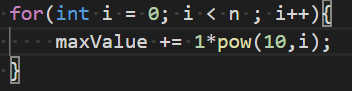 for(int i = 0; i < n ; i++){
    maxValue += 1*pow(10,i);
}